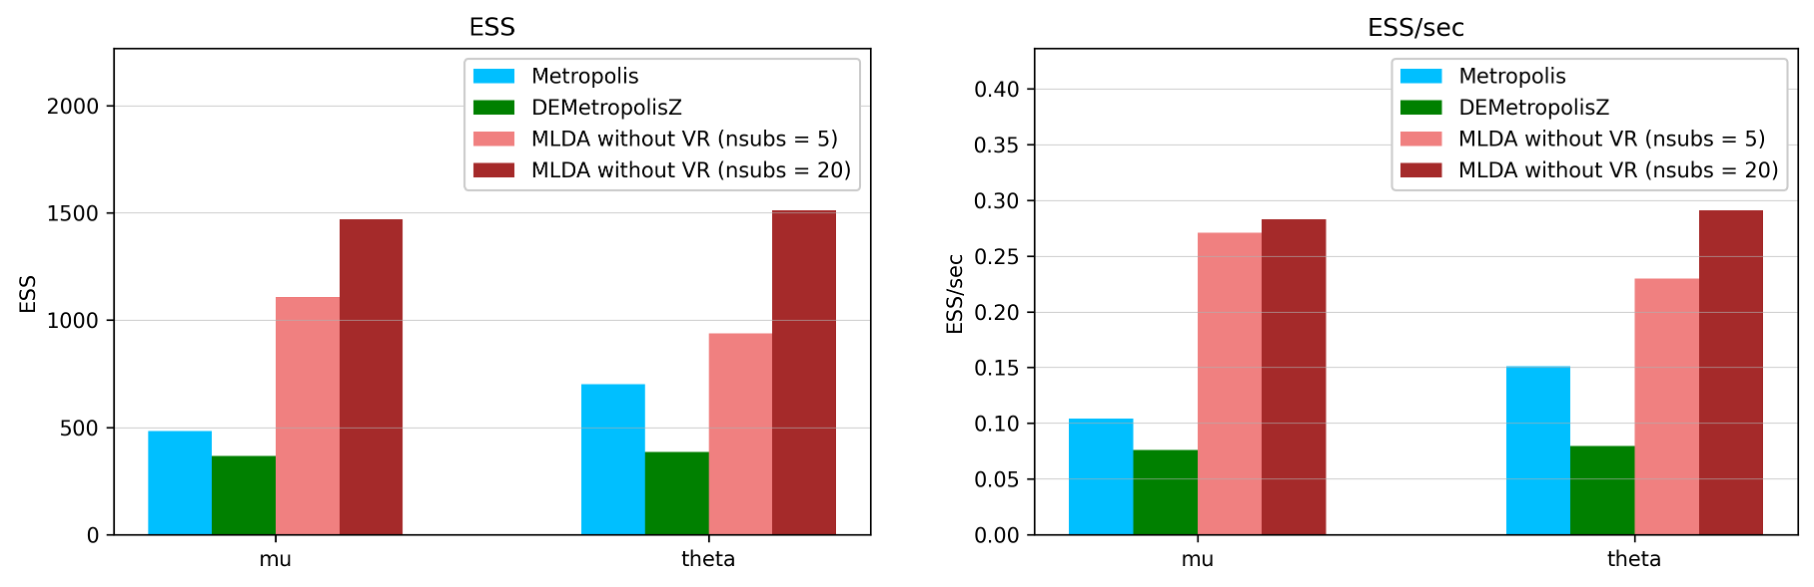 ESS
2000
1500
1000
500
0
ESS
Metropolis
DEMetropolisZ
MLDA without VR (nsubs = 5)
MLDA without VR (nsubs = 20)
mu
theta
ESS/sec
0.40
0.35
0.30
0.25
0.20
0.15
0.10
0.05
0.00
ESS/sec
Metropolis
DEMetropolisZ
MLDA without VR (nsubs = 5)
MLDA without VR (nsubs = 20)
mu
theta